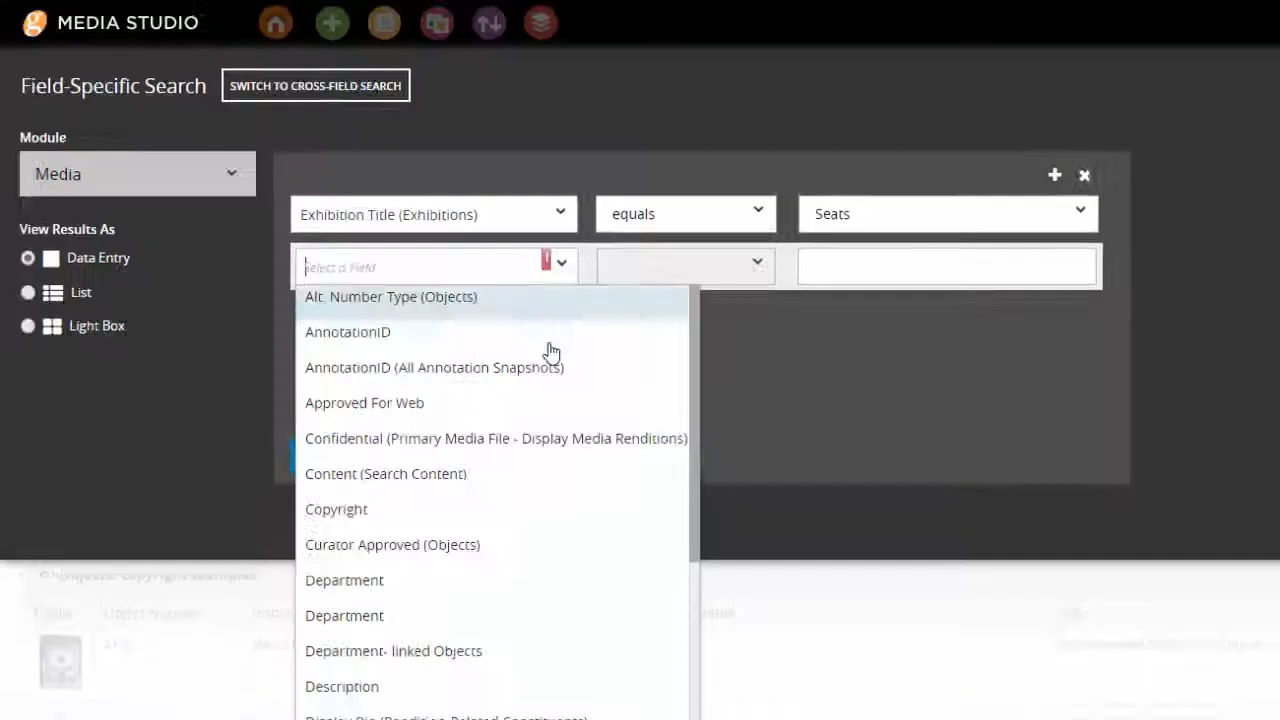 MEDIA STUDIO
Field-Specific Search
SWITCH TO CROSS-FIELD SEARCH
Module
Media
View Results As
Data Entry
List
Light Box
Exhibition Title (Exhibitions)
equals
Seats
Select a Field
Alt. Number Type (Objects)
AnnotationID
AnnotationID (All Annotation Snapshots)
Approved For Web
Confidential (Primary Media File - Display Media Renditions)
Content (Search Content)
Copyright
Curator Approved (Objects)
Department
Department
Department- linked Objects
Description